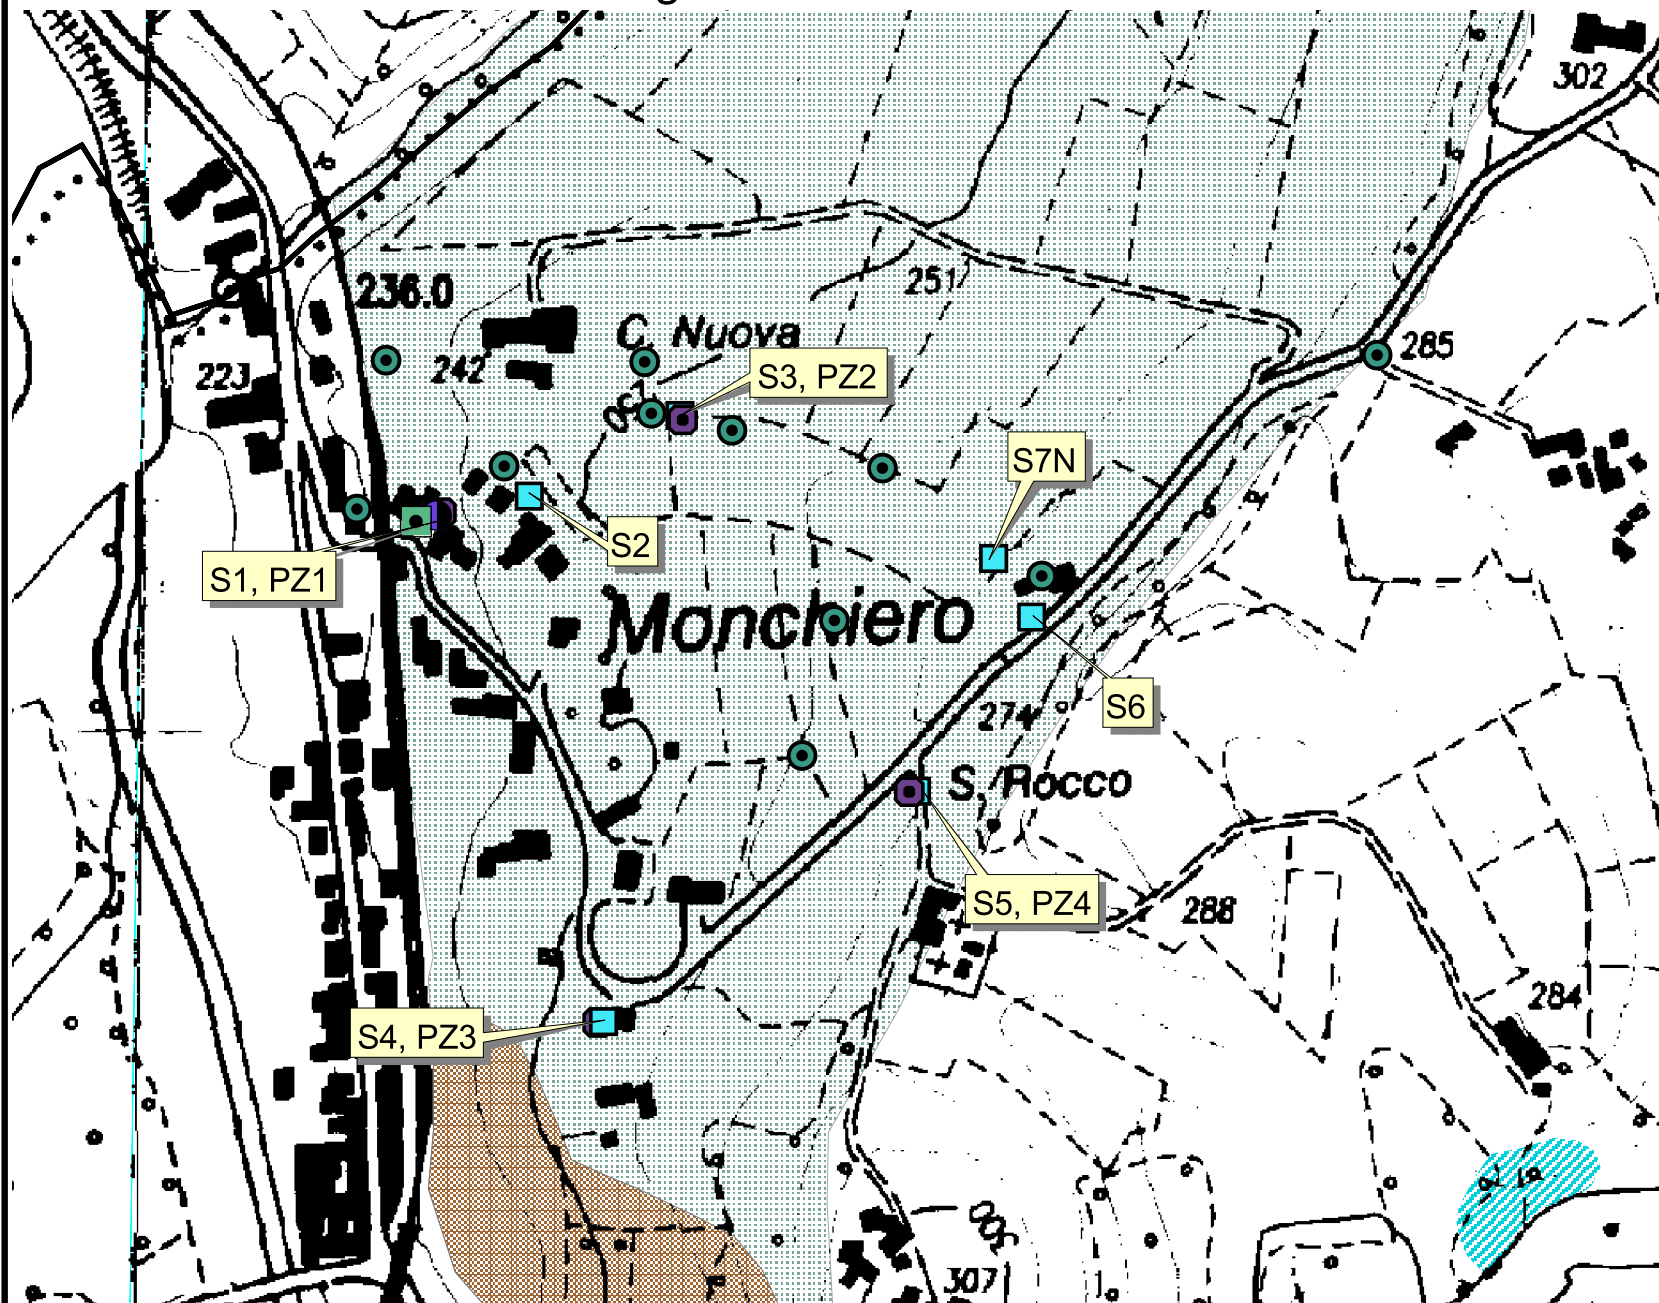 302
251
236.0
C. Nuova
285
242
223
S3, PZ2
S7N
S2
S1, PZ1
Monchiero
S6
274
S. Rocco
S5, PZ4
288
284
S4, PZ3
307